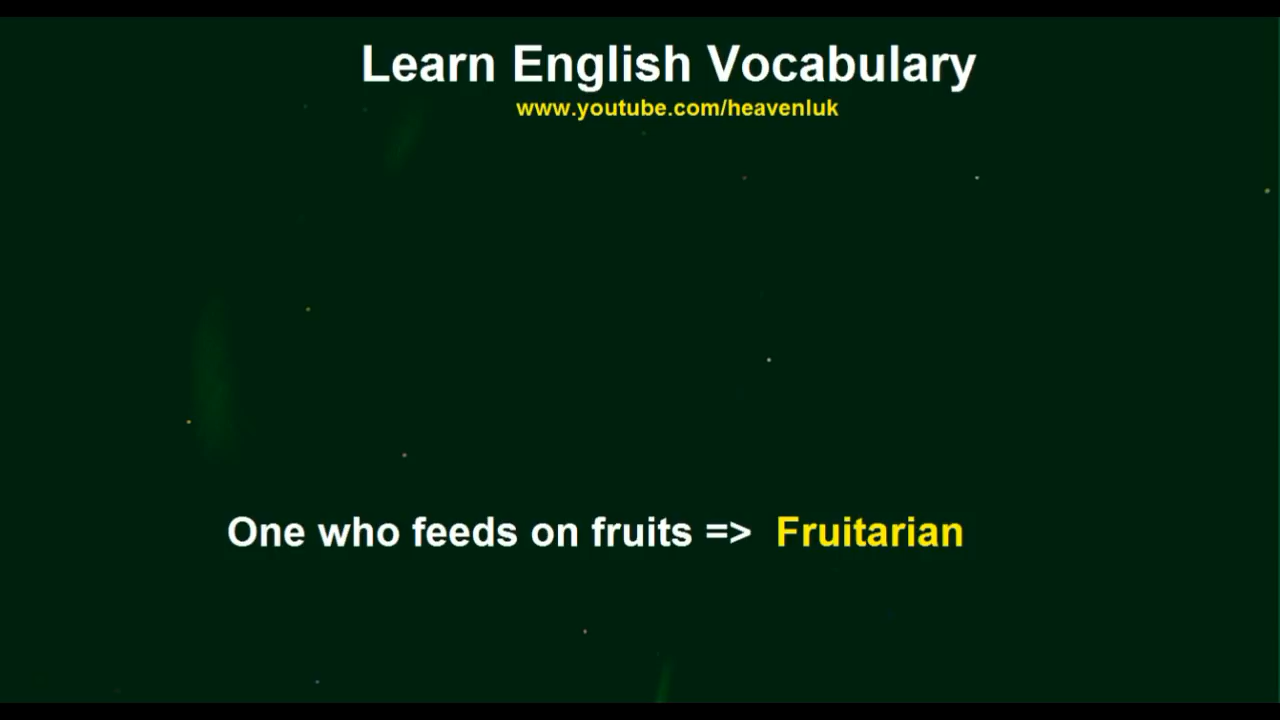 Learn English Vocabulary
www.youtube.com/heavenluk
One who feeds on fruits => Fruitarian